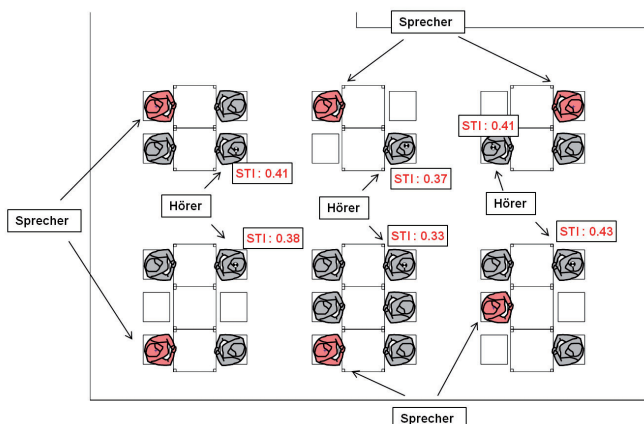 Sprecher
STI : 0.41
STI : 0.41
STI : 0.37
Hörer
Hörer
Hörer
Sprecher
STI : 0.38
STI : 0.33
STI : 0.43
Sprecher